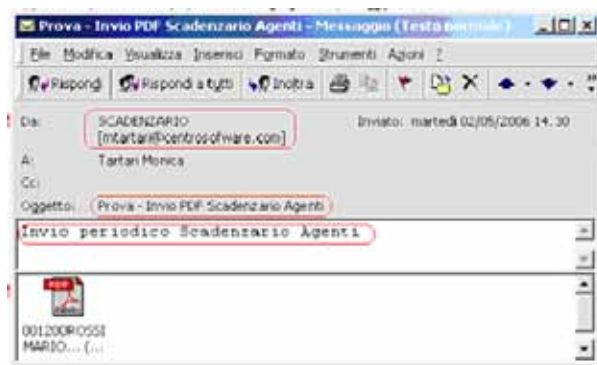 Prova - Invio PDF Scadenzario Agenti - Messaggio (Testo normale)
File Modifica Visualizza Inserisci Formato Strumenti Azioni ?
Rispondi Rispondi a tutti Inoltra
Da: SCADENZARIO Inviato: martedì 02/05/2006 14.30
[mtartari@centrosofware.com]
A: Tartari Monica
Cc:
Oggetto: Prova - Invio PDF Scadenzario Agenti
Invio periodico Scadenzario Agenti
PDF
001200ROSSI
MARIO... (...